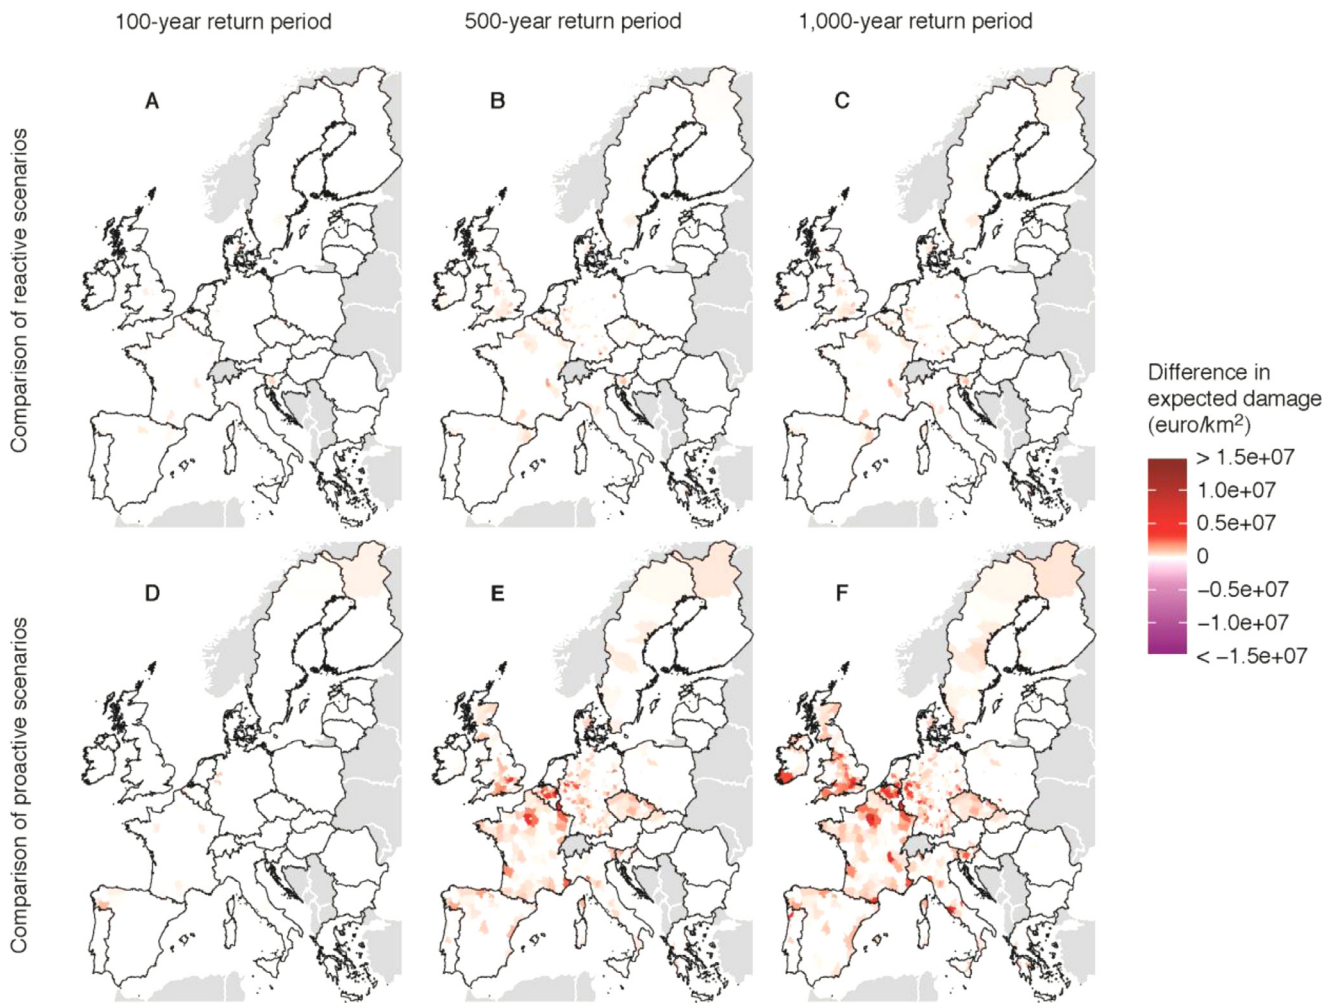 100-year return period
500-year return period
1,000-year return period
Comparison of reactive scenarios
A
B
C
Difference in
expected damage
(euro/km²)
> 1.5e+07
1.0e+07
0.5e+07
0
−0.5e+07
−1.0e+07
< −1.5e+07
Comparison of proactive scenarios
D
E
F